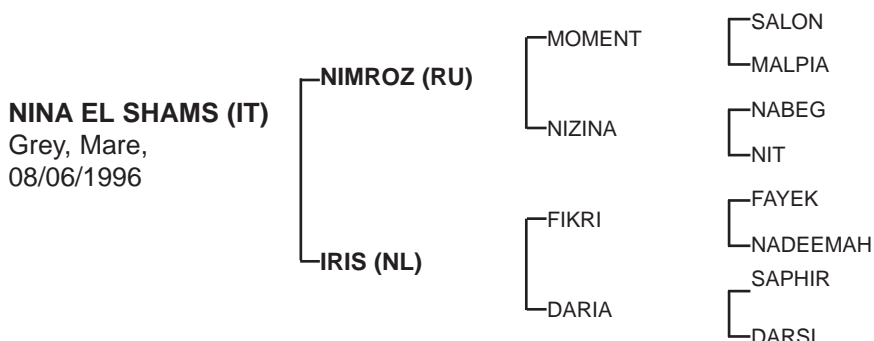 NINA EL SHAMS (IT)
Grey, Mare,
08/06/1996
NIMROZ (RU)
IRIS (NL)
MOMENT
NIZINA
FIKRI
DARIA
SALON
MALPIA
NABEG
NIT
FAYEK
NADEEMAH
SAPHIR
DARSI